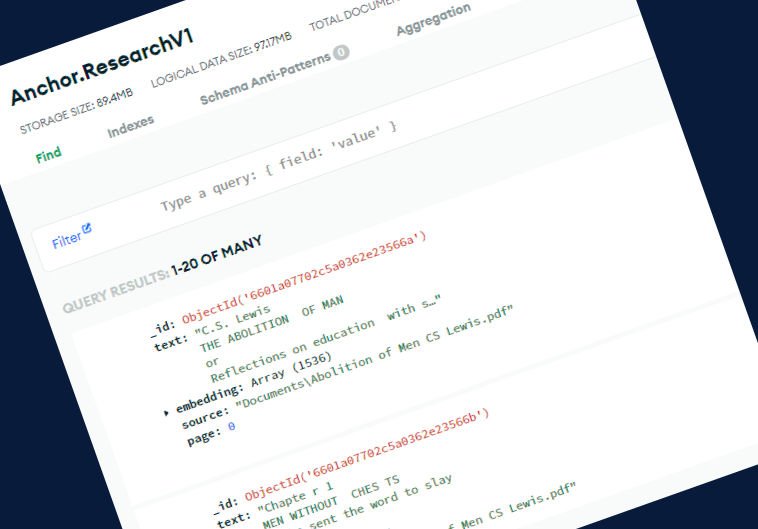 Anchor.ResearchV1
STORAGE SIZE: 89.4MB LOGICAL DATA SIZE: 97.17MB TOTAL
Find Indexes Schema Anti-Patterns 0 Aggregation
Filter Type a query: { field: 'value' }
QUERY RESULTS: 1-20 OF MANY
_id: ObjectId('6601a07702c5a0362e23566a')
text: "C.S. Lewis
THE ABOLITION OF MAN
or
Reflections on education with s…"
embedding: Array (1536)
source: "Documents\Abolition of Men CS Lewis.pdf"
page: 0
_id: ObjectId('6601a07702c5a0362e23566b')
text: "Chapte r 1
MEN WITHOUT CHES TS
sent the word to slay
Men CS Lewis.pdf"